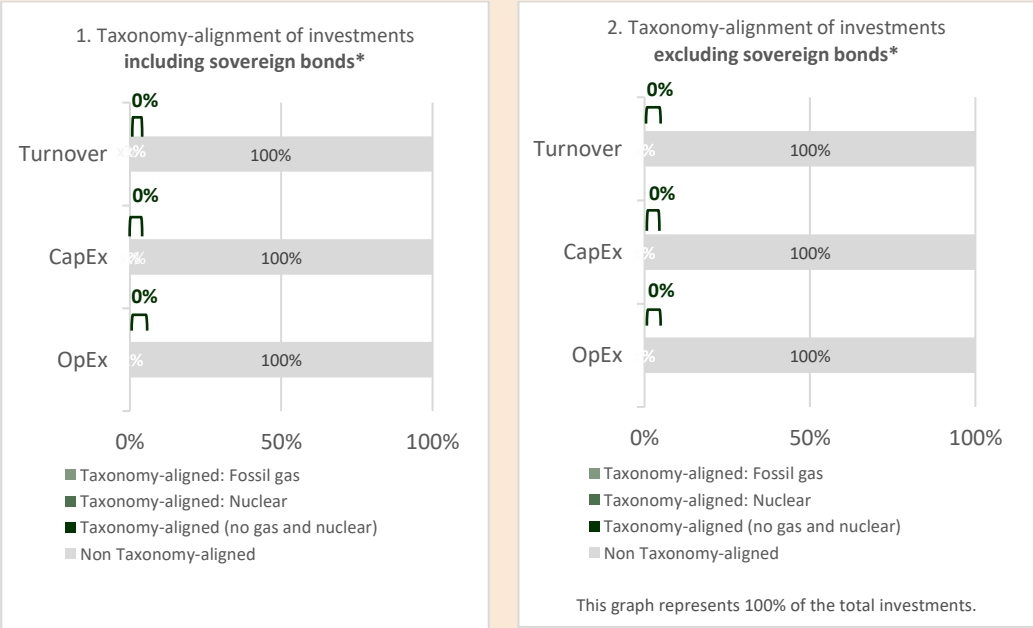 1. Taxonomy-alignment of investments
including sovereign bonds*
0%
Turnover
100%
0%
CapEx
100%
0%
OpEx
100%
0% 50% 100%
Taxonomy-aligned: Fossil gas
Taxonomy-aligned: Nuclear
Taxonomy-aligned (no gas and nuclear)
Non Taxonomy-aligned
2. Taxonomy-alignment of investments
excluding sovereign bonds*
0%
Turnover
% 100%
0%
CapEx
% 100%
0%
OpEx
% 100%
0% 50% 100%
Taxonomy-aligned: Fossil gas
Taxonomy-aligned: Nuclear
Taxonomy-aligned (no gas and nuclear)
Non Taxonomy-aligned
This graph represents 100% of the total investments.